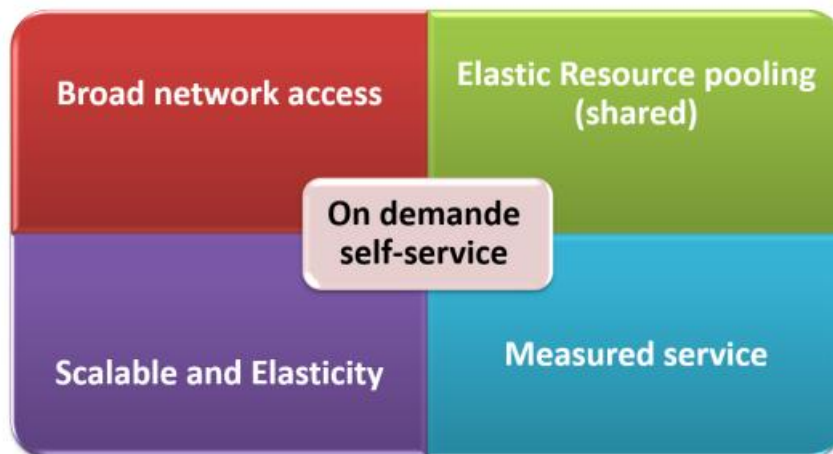 Broad network access
Elastic Resource pooling
(shared)
On demande
self-service
Scalable and Elasticity
Measured service